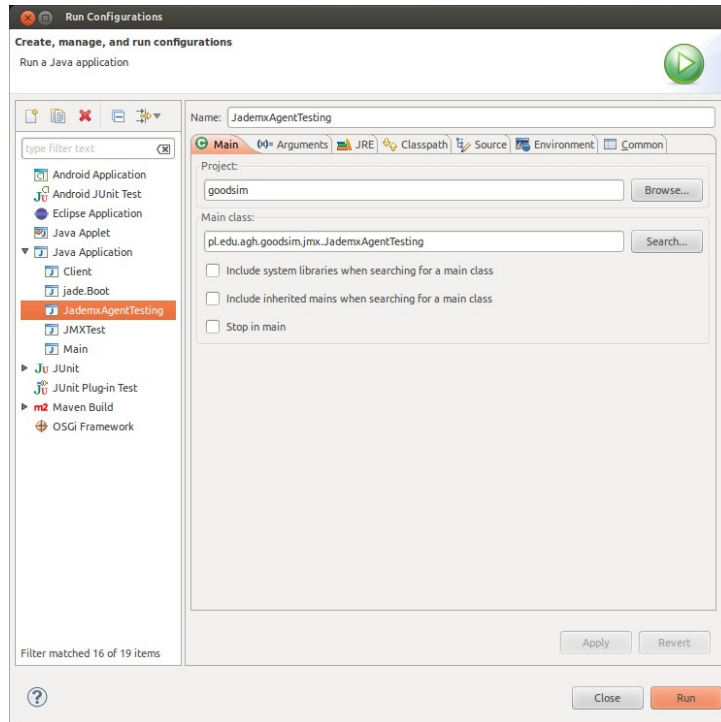 Run Configurations
Create, manage, and run configurations
Run a Java application
type filter text
Android Application
Android JUnit Test
Eclipse Application
Java Applet
Java Application
Client
jade.Boot
JademxAgentTesting
JMXTest
Main
JUnit
JUnit Plug-in Test
m2 Maven Build
OSGi Framework
Filter matched 16 of 19 items
Name: JademxAgentTesting
Main (x)= Arguments JRE Classpath Source Environment Common
Project:
goodsim Browse...
Main class:
pl.edu.agh.goodsim.jmx.JademxAgentTesting Search...
Include system libraries when searching for a main class
Include inherited mains when searching for a main class
Stop in main
Apply Revert
? Close Run